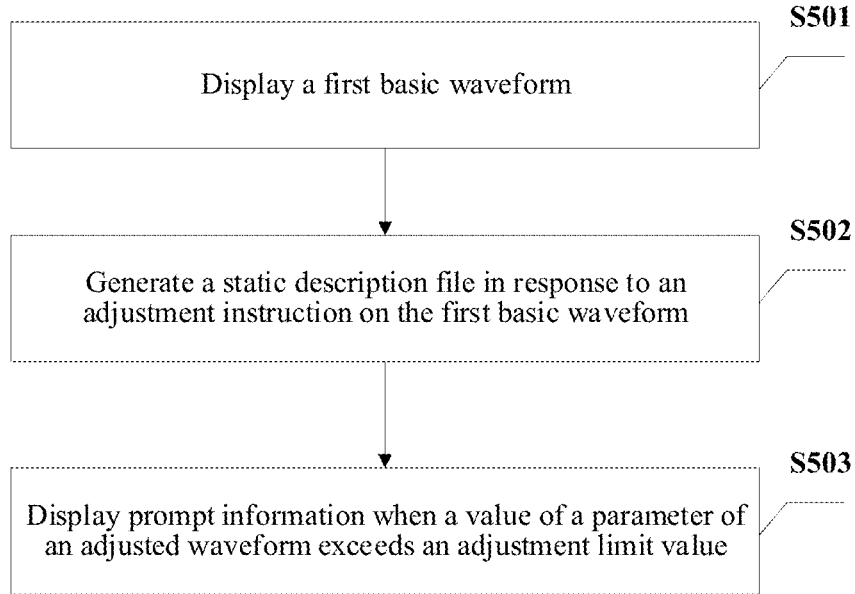 S501
Display a first basic waveform
S502
Generate a static description file in response to an
adjustment instruction on the first basic waveform
S503
Display prompt information when a value of a parameter of
an adjusted waveform exceeds an adjustment limit value